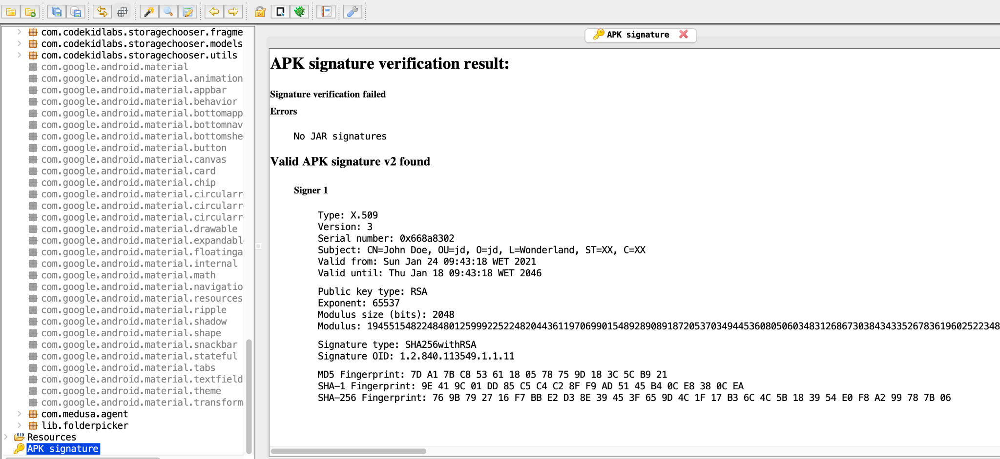 com.codekidlabs.storagechooser.fragme
com.codekidlabs.storagechooser.models
com.codekidlabs.storagechooser.utils
com.google.android.material
com.google.android.material.animation
com.google.android.material.appbar
com.google.android.material.behavior
com.google.android.material.bottomapp
com.google.android.material.bottomnav
com.google.android.material.bottomshe
com.google.android.material.button
com.google.android.material.canvas
com.google.android.material.card
com.google.android.material.chip
com.google.android.material.circularr
com.google.android.material.circularr
com.google.android.material.circularr
com.google.android.material.drawable
com.google.android.material.expandabl
com.google.android.material.floatinga
com.google.android.material.internal
com.google.android.material.math
com.google.android.material.navigatio
com.google.android.material.resources
com.google.android.material.ripple
com.google.android.material.shadow
com.google.android.material.shape
com.google.android.material.snackbar
com.google.android.material.stateful
com.google.android.material.tabs
com.google.android.material.textfield
com.google.android.material.theme
com.google.android.material.transform
com.medusa.agent
lib.folderpicker
Resources
APK signature
APK signature
APK signature verification result:
Signature verification failed
Errors
No JAR signatures
Valid APK signature v2 found
Signer 1
Type: X.509
Version: 3
Serial number: 0x668a8302
Subject: CN=John Doe, OU=jd, O=jd, L=Wonderland, ST=XX, C=XX
Valid from: Sun Jan 24 09:43:18 WET 2021
Valid until: Thu Jan 18 09:43:18 WET 2046
Public key type: RSA
Exponent: 65537
Modulus size (bits): 2048
Modulus: 19455154822484801259992252248204436119706990154892890891872053703494453608050603483126867303843433526783619602522348
Signature type: SHA256withRSA
Signature OID: 1.2.840.113549.1.1.11
MD5 Fingerprint: 7D A1 7B C8 53 61 18 05 78 75 9D 18 3C 5C B9 21
SHA-1 Fingerprint: 9E 41 9C 01 DD 85 C5 C4 C2 8F F9 AD 51 45 B4 0C E8 38 0C EA
SHA-256 Fingerprint: 76 9B 79 27 16 F7 BB E2 D3 8E 39 45 3F 65 9D 4C 1F 17 B3 6C 4C 5B 18 39 54 E0 F8 A2 99 78 7B 06